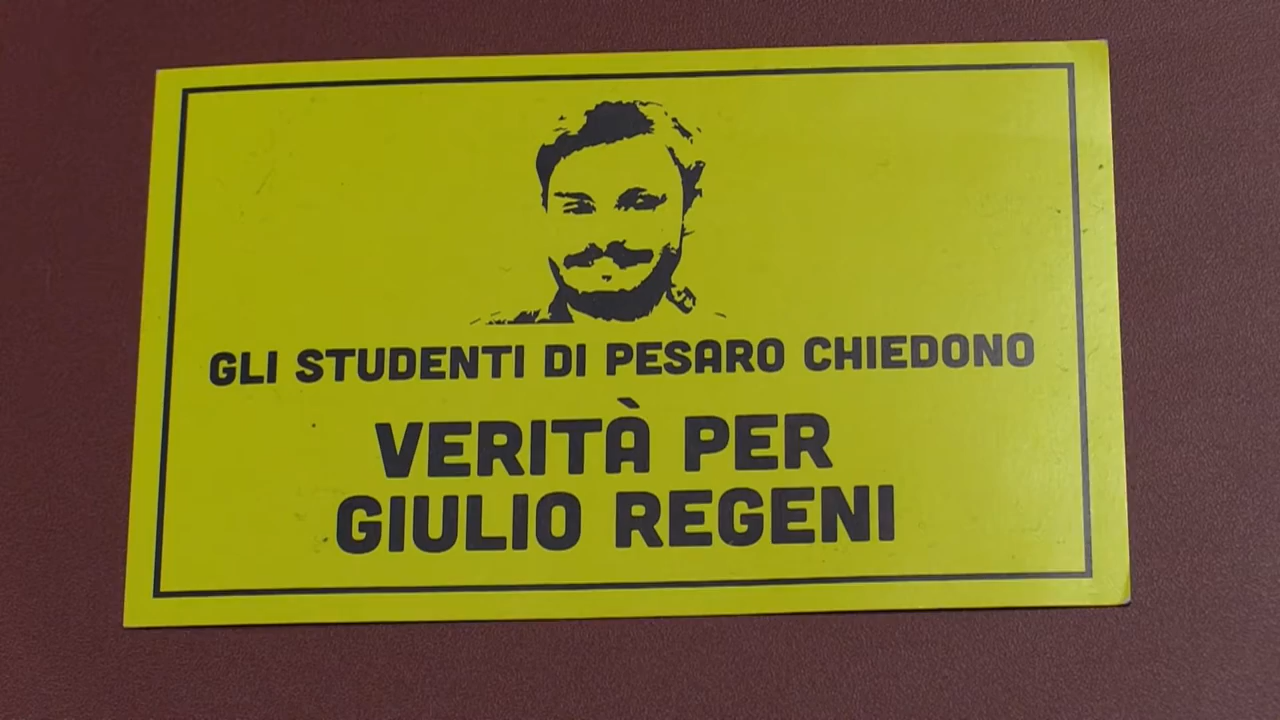 GLI STUDENTI DI PESARO CHIEDONO
VERITÀ PER
GIULIO REGENI